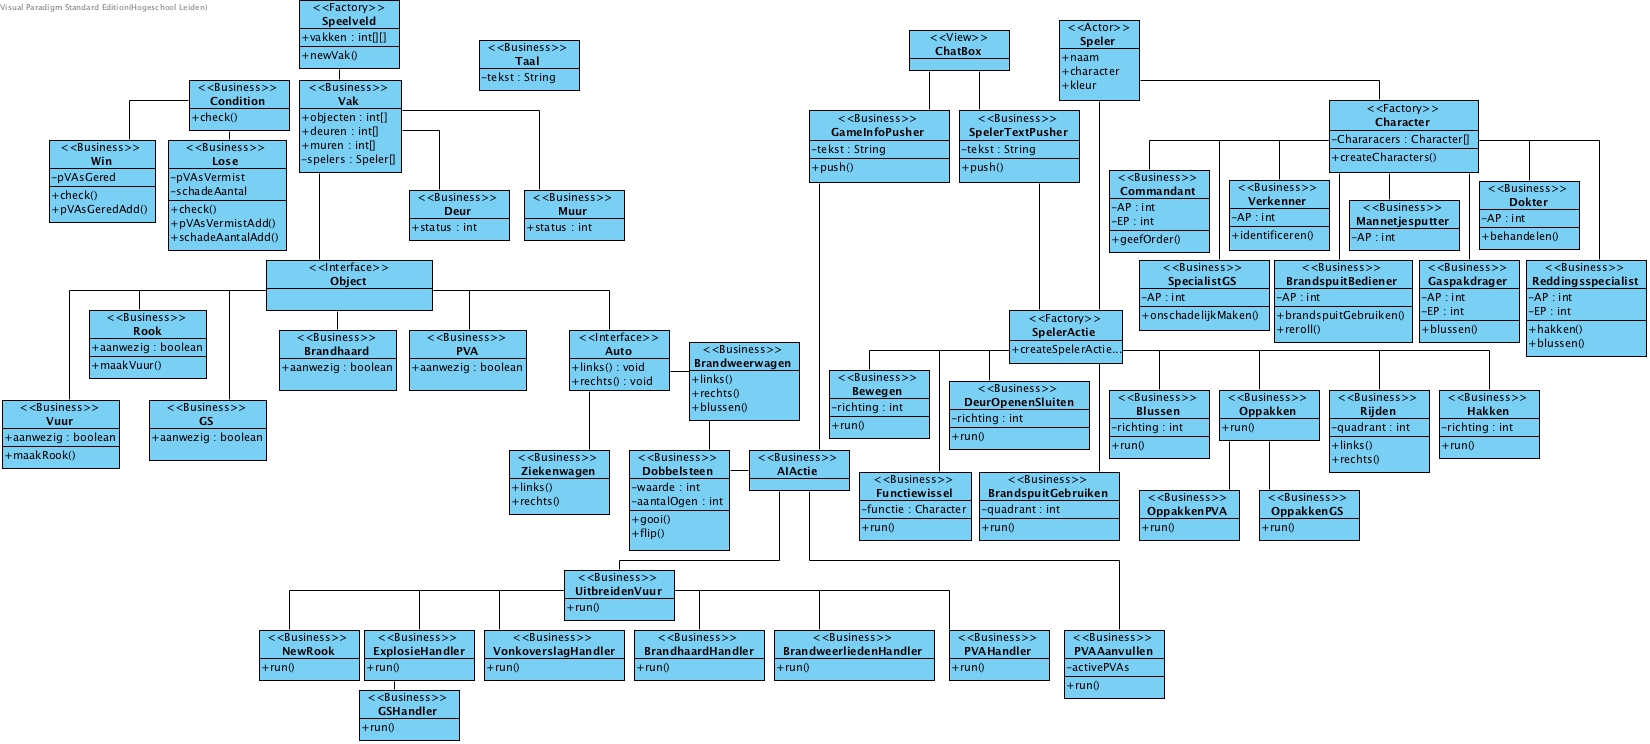 Visual Paradigm Standard Edition(Hogeschool Leiden)
<<Factory>>
Speelveld
+vakken : int[][]
+newVak()
<<Business>>
Taal
-tekst : String
<<View>>
ChatBox
<<Actor>>
Speler
+naam
+character
+kleur
<<Business>>
Condition
+check()
<<Business>>
Vak
+objecten : int[]
+deuren : int[]
+muren : int[]
-spelers : Speler[]
<<Business>>
GameInfoPusher
-tekst : String
+push()
<<Business>>
SpelerTextPusher
-tekst : String
+push()
<<Factory>>
Character
-Chararacers : Character[]
+createCharacters()
<<Business>>
Win
-pVAsGered
+check()
+pVAsGeredAdd()
<<Business>>
Lose
-pVAsVermist
-schadeAantal
+check()
+pVAsVermistAdd()
+schadeAantalAdd()
<<Business>>
Deur
+status : int
<<Business>>
Muur
+status : int
<<Business>>
Commandant
-AP : int
-EP : int
+geefOrder()
<<Business>>
Verkenner
-AP : int
+identificeren()
<<Business>>
Mannetjesputter
-AP : int
<<Business>>
Dokter
-AP : int
+behandelen()
<<Interface>>
Object
<<Business>>
SpecialistGS
-AP : int
+onschadelijkMaken()
<<Business>>
BrandspuitBediener
-AP : int
+brandspuitGebruiken()
+reroll()
<<Business>>
Gaspakdrager
-AP : int
-EP : int
+blussen()
<<Business>>
Reddingsspecialist
-AP : int
-EP : int
+hakken()
+blussen()
<<Business>>
Rook
+aanwezig : boolean
+maakVuur()
<<Business>>
Brandhaard
+aanwezig : boolean
<<Business>>
PVA
+aanwezig : boolean
<<Interface>>
Auto
+links() : void
+rechts() : void
<<Business>>
Brandweerwagen
+links()
+rechts()
+blussen()
<<Factory>>
SpelerActie
+createSpelerActie...
<<Business>>
Vuur
+aanwezig : boolean
+maakRook()
<<Business>>
GS
+aanwezig : boolean
<<Business>>
Bewegen
-richting : int
+run()
<<Business>>
DeurOpenenSluiten
-richting : int
+run()
<<Business>>
Blussen
-richting : int
+run()
<<Business>>
Oppakken
+run()
<<Business>>
Rijden
-quadrant : int
+links()
+rechts()
<<Business>>
Hakken
-richting : int
+run()
<<Business>>
Ziekenwagen
+links()
+rechts()
<<Business>>
Dobbelsteen
-waarde : int
-aantalOgen : int
+gooi()
+flip()
<<Business>>
AIActie
<<Business>>
Functiewissel
-functie : Character
+run()
<<Business>>
BrandspuitGebruiken
-quadrant : int
+run()
<<Business>>
OppakkenPVA
+run()
<<Business>>
OppakkenGS
+run()
<<Business>>
UitbreidenVuur
+run()
<<Business>>
NewRook
+run()
<<Business>>
ExplosieHandler
+run()
<<Business>>
VonkoverslagHandler
+run()
<<Business>>
BrandhaardHandler
+run()
<<Business>>
BrandweerliedenHandler
+run()
<<Business>>
PVAHandler
+run()
<<Business>>
PVAAanvullen
-activePVAs
+run()
<<Business>>
GSHandler
+run()